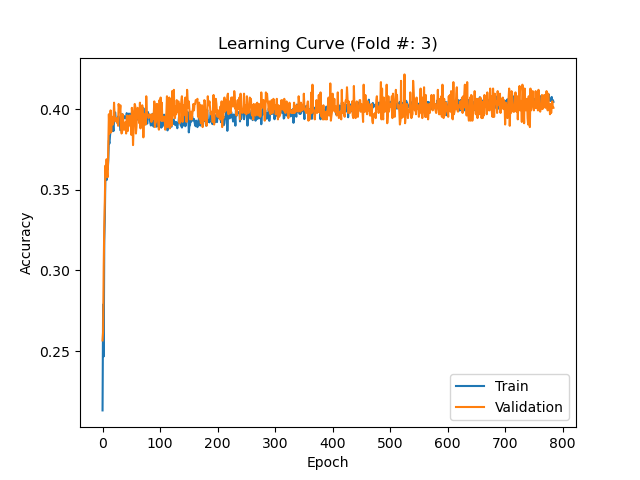 Learning Curve (Fold #: 3)
Accuracy
0.40
0.35
0.30
0.25
Train
Validation
0 100 200 300 400 500 600 700 800
Epoch